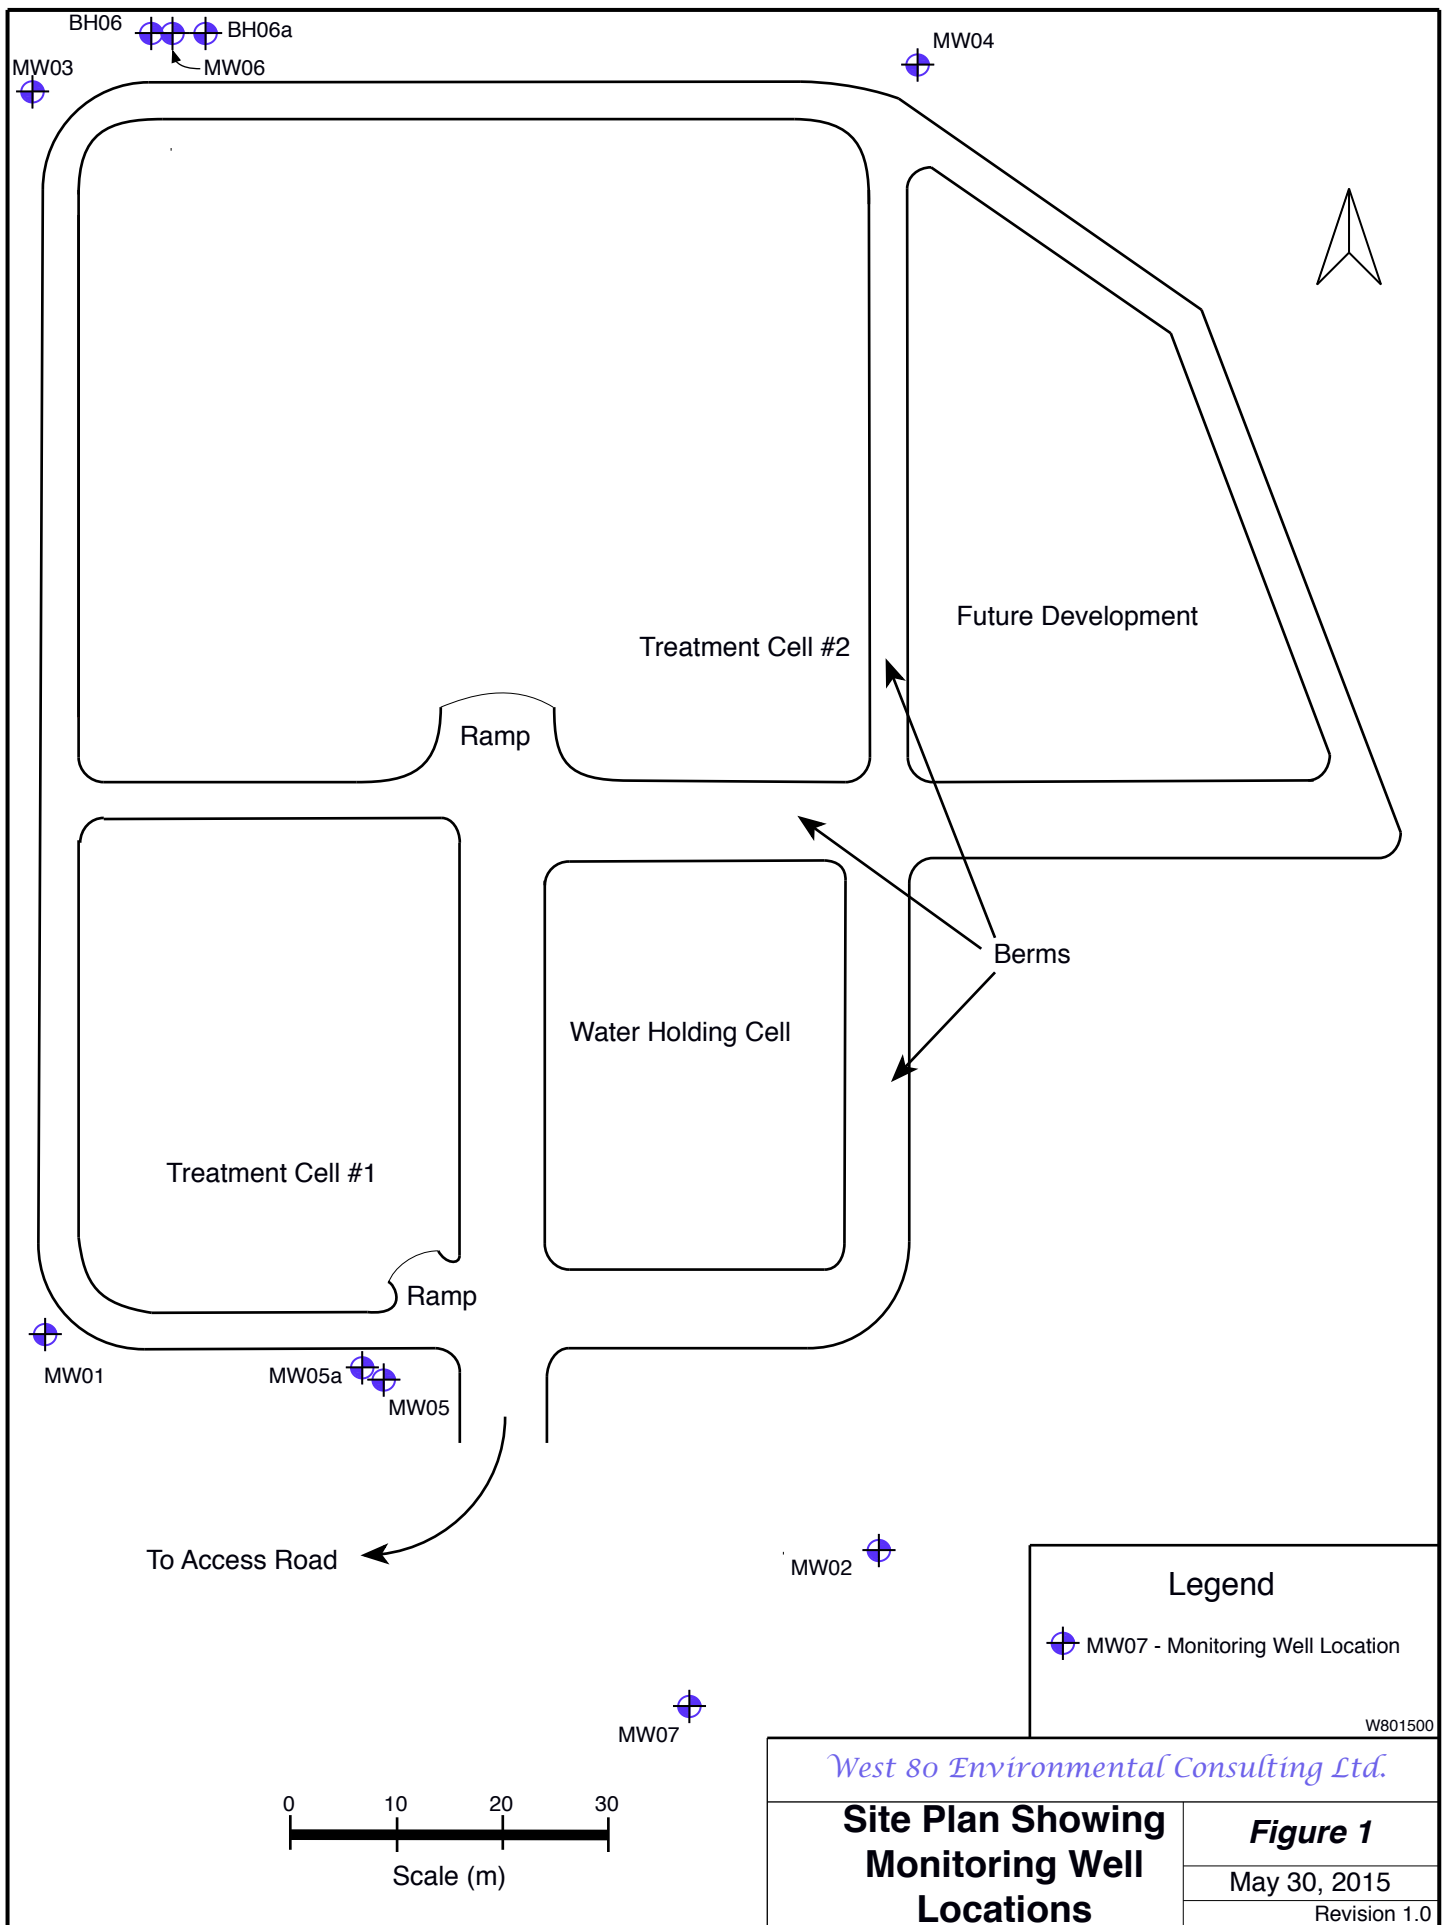 BH06
BH06a
MW04
MW03
MW06
Future Development
Treatment Cell #2
Ramp
Berms
Water Holding Cell
Treatment Cell #1
Ramp
MW01
MW05a
MW05
To Access Road
MW02
Legend
MW07 - Monitoring Well Location
W801500
MW07
West 80 Environmental Consulting Ltd.
0 10 20 30
Scale (m)
Site Plan Showing
Monitoring Well
Locations
Figure 1
May 30, 2015
Revision 1.0